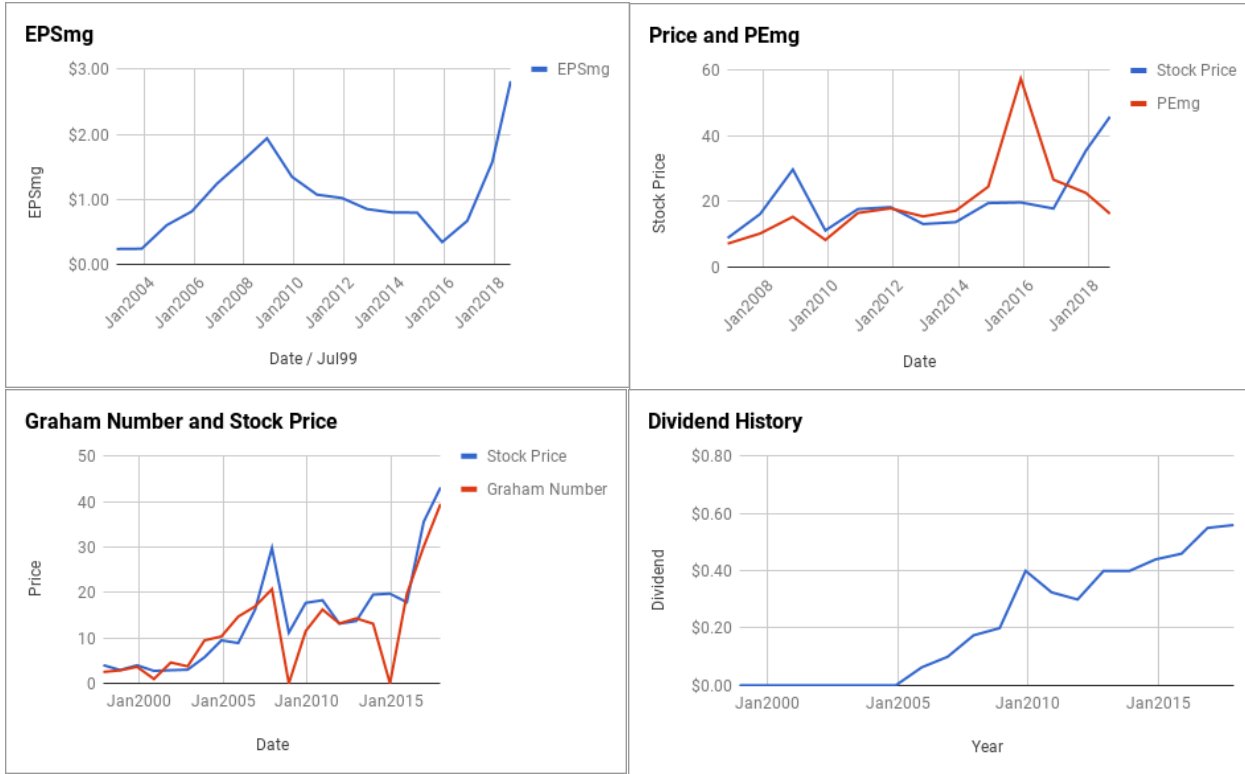 EPSmg
EPSmg
$3.00
$2.00
$1.00
$0.00
EPSmg
Jan2004
Jan2006
Jan2008
Jan2010
Jan2012
Jan2014
Jan2016
Jan2018
Date / Jul99
Price and PEmg
Stock Price
PEmg
60
40
20
0
Stock Price
Jan2008
Jan2010
Jan2012
Jan2014
Jan2016
Jan2018
Date
Graham Number and Stock Price
Stock Price
Graham Number
50
40
30
20
10
0
Price
Jan2000
Jan2005
Jan2010
Jan2015
Date
Dividend History
$0.80
$0.60
$0.40
$0.20
$0.00
Dividend
Jan2000
Jan2005
Jan2010
Jan2015
Year